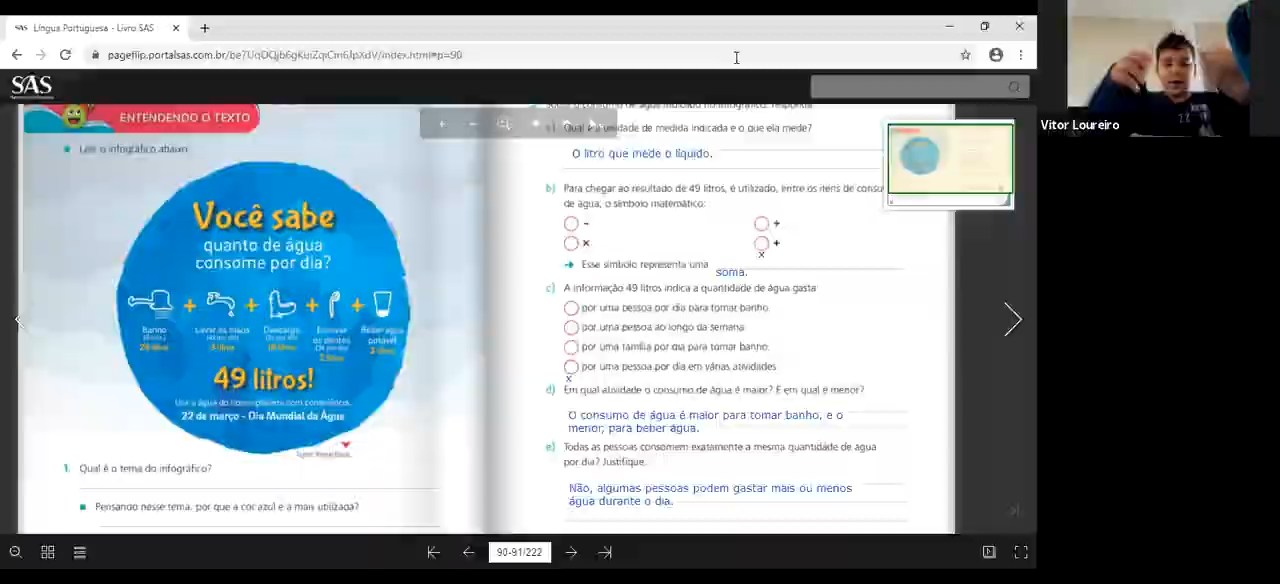 SAS Língua Portuguesa - Livro SAS
SAS
ENTENDENDO O TEXTO
Leia o infográfico abaixo.
Você sabe
quanto de água
consome por dia?
Banho
Lavar as mãos
Descarga
Escovar
os dentes
Beber água
potável
49 litros!
22 de março - Dia Mundial da Água
1. Qual é o tema do infográfico?
Pensando nesse tema, por que a cor azul é a mais utilizada?
Qual é a unidade de medida indicada e o que ela mede?
O litro que mede o líquido.
b) Para chegar ao resultado de 49 litros, é utilizado, entre os itens de consu
de água, o símbolo matemático:
-
+
x
+
x
Esse símbolo representa uma
soma.
c) A informação 49 litros indica a quantidade de água gasta
por uma pessoa por dia para tomar banho.
por uma pessoa ao longo da semana.
por uma família por dia para tomar banho.
por uma pessoa por dia em várias atividades.
x
d) Em qual atividade o consumo de água é maior? E em qual é menor?
O consumo de água é maior para tomar banho, e o
menor, para beber água.
e) Todas as pessoas consomem exatamente a mesma quantidade de água
por dia? Justifique.
Não, algumas pessoas podem gastar mais ou menos
água durante o dia.
90-91/222
Vitor Loureiro